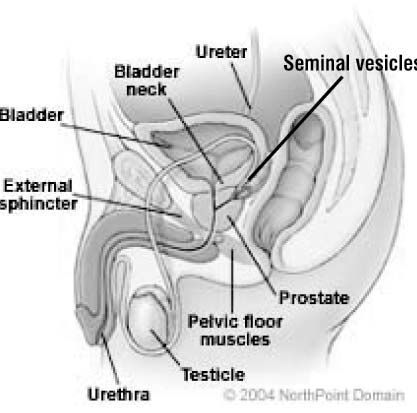 Ureter
Seminal vesicles
Bladder
neck
Bladder
External
sphincter
Prostate
Pelvic floor
muscles
Testicle
Urethra
© 2004 NorthPoint Domain